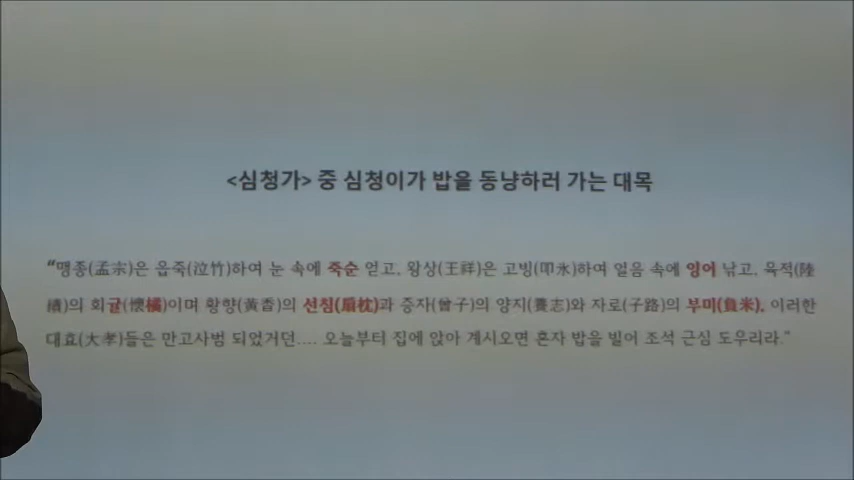 <심청가> 중 심청이가 밥을 동냥하러 가는 대목
“맹종(孟宗)은 읍죽(泣竹)하여 눈 속에 죽순 얻고, 왕상(王祥)은 고빙(叩氷)하여 얼음 속에 잉어 낚고, 육적(陸
績)의 회귤(懷橘)이며 황향(黃香)의 선침(扇枕)과 증자(曾子)의 양지(養志)와 자로(子路)의 부미(負米), 이러한
대효(大孝)들은 만고사범 되었거던.... 오늘부터 집에 앉아 계시오면 혼자 밥을 빌어 조석 근심 도우리라.”